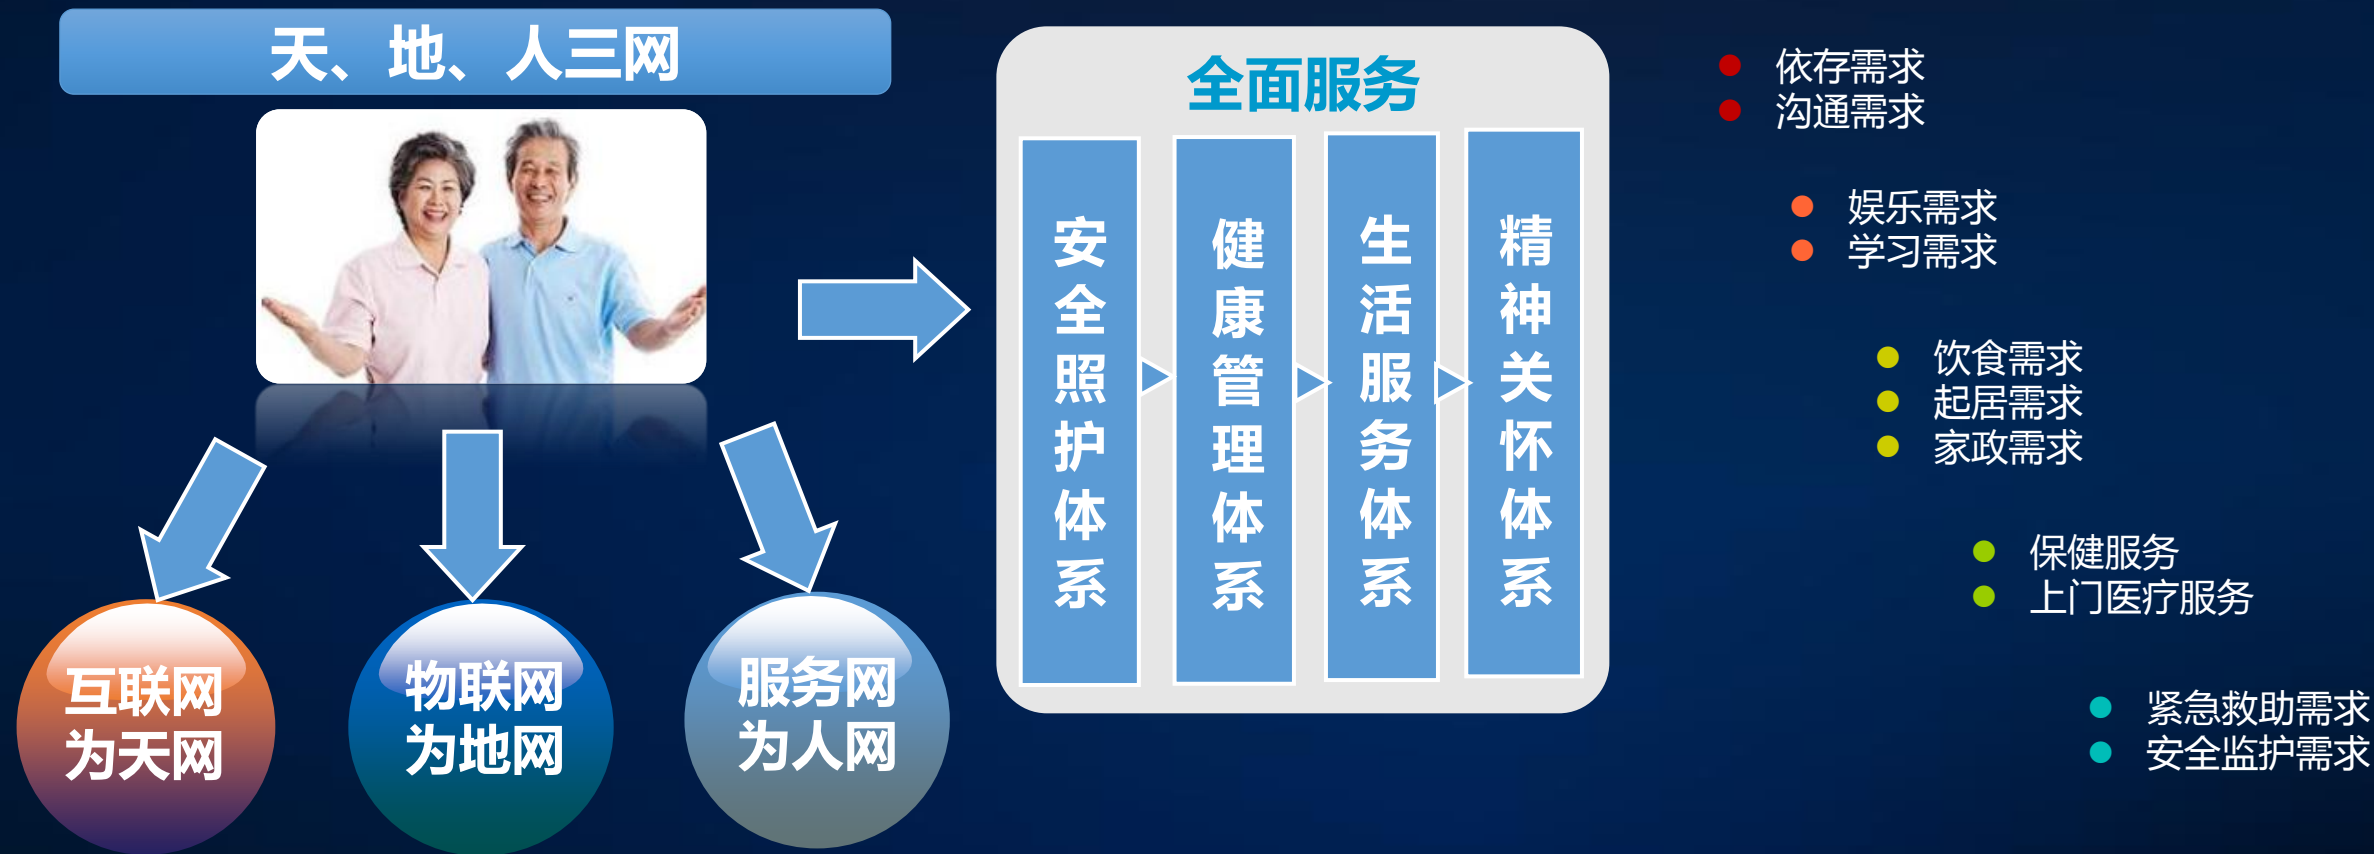 天、地、人三网
互联网
为天网
物联网
为地网
服务网
为人网
全面服务
安全照护体系
健康管理体系
生活服务体系
精神关怀体系
依存需求
沟通需求
娱乐需求
学习需求
饮食需求
起居需求
家政需求
保健服务
上门医疗服务
紧急救助需求
安全监护需求